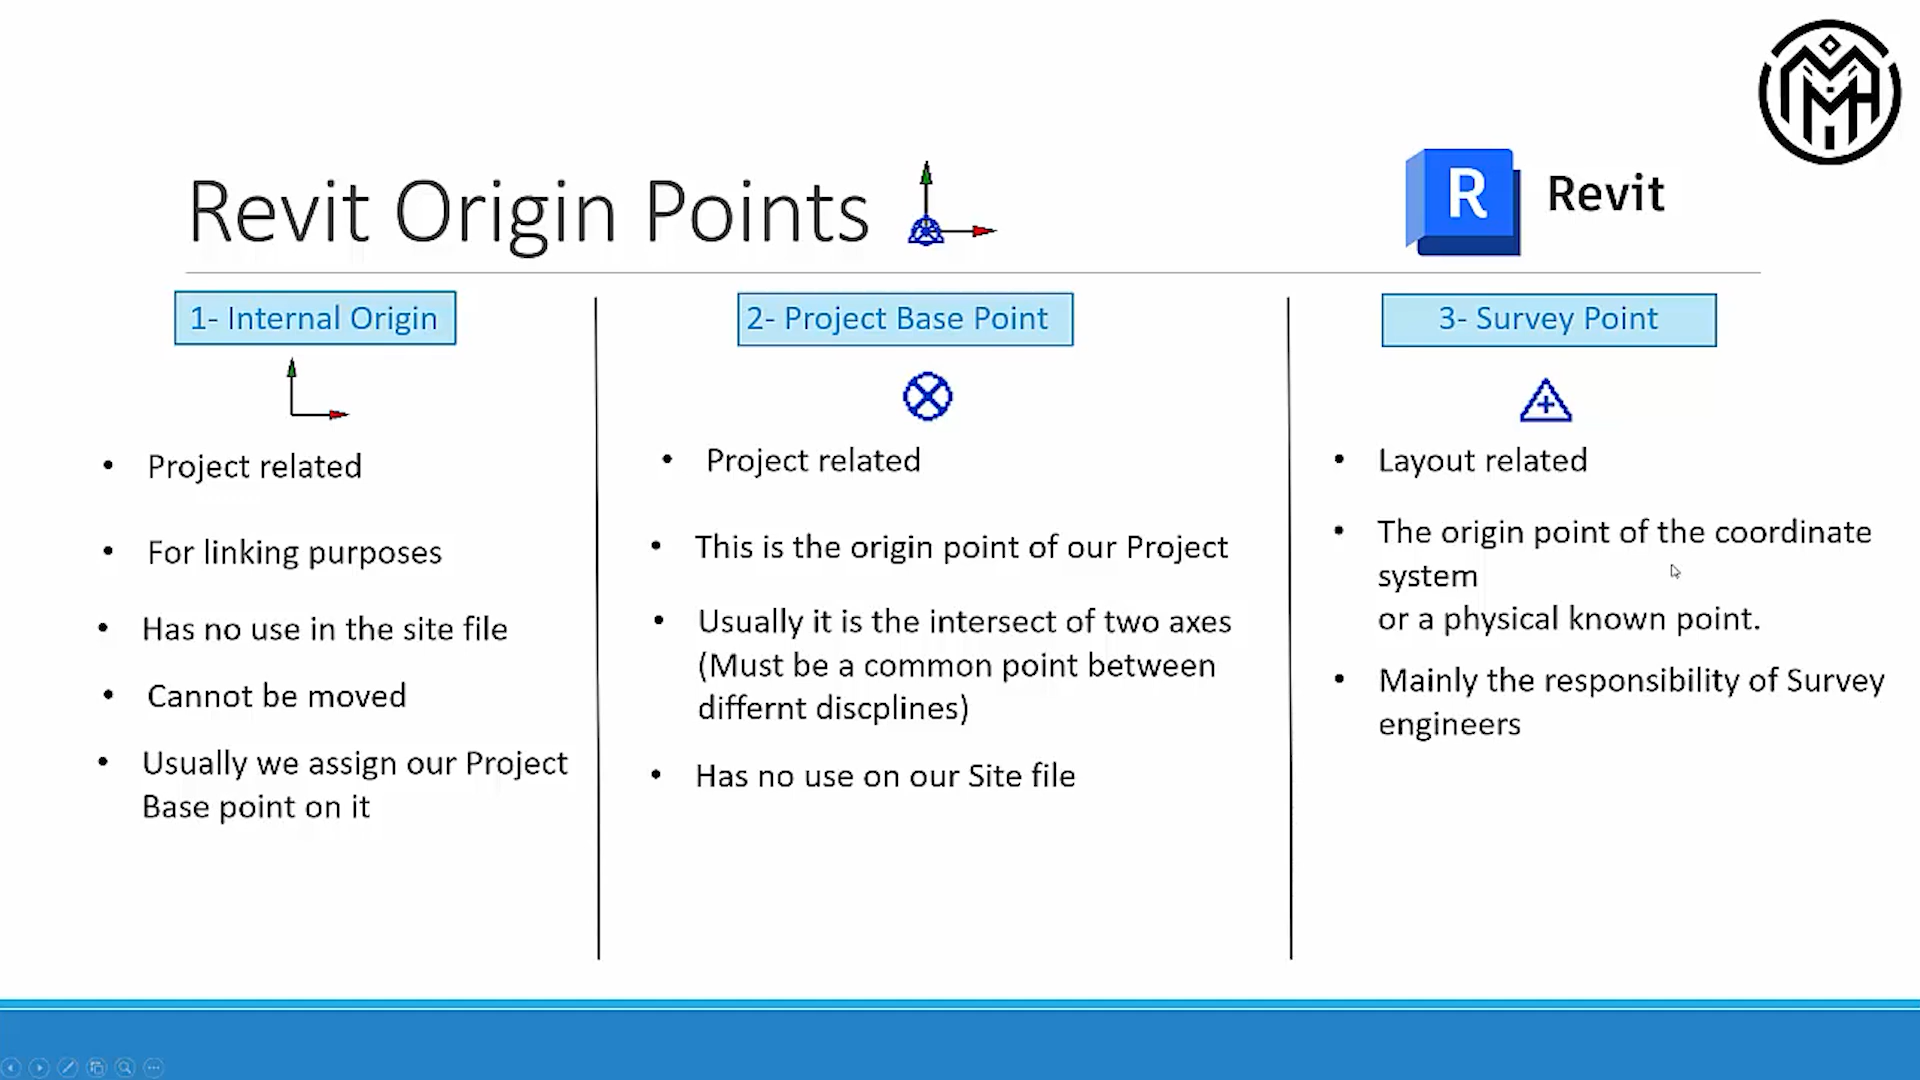 Revit Origin Points
R Revit
1- Internal Origin
• Project related
• For linking purposes
• Has no use in the site file
• Cannot be moved
• Usually we assign our Project
Base point on it
2- Project Base Point
• Project related
• This is the origin point of our Project
• Usually it is the intersect of two axes
(Must be a common point between
differnt discplines)
• Has no use on our Site file
3- Survey Point
• Layout related
• The origin point of the coordinate
system
or a physical known point.
• Mainly the responsibility of Survey
engineers